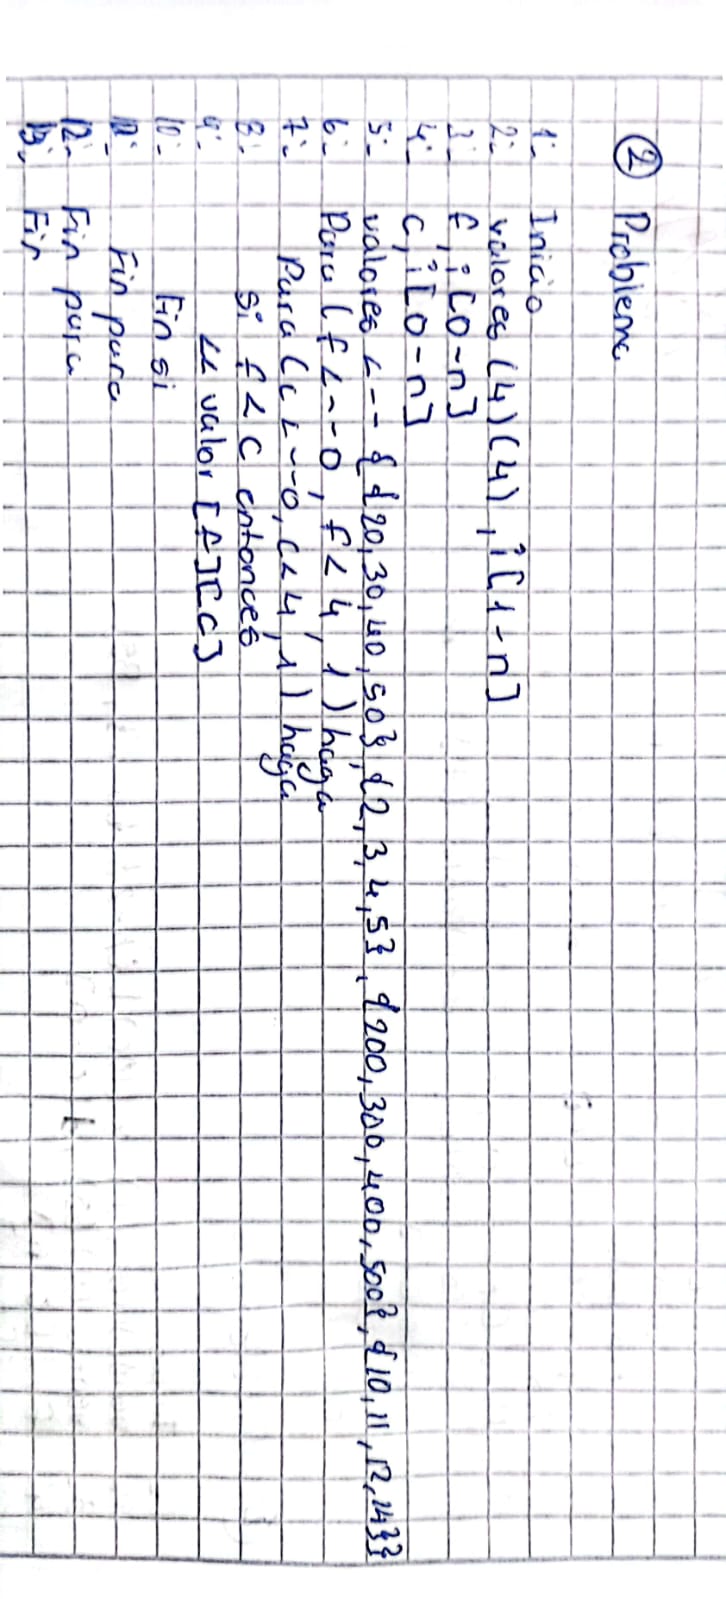 ② Problema
1:- Inicio
2:- valores (4)(4), i[1-n]
3:- f, i[0-n]
4:- c, i[0-n]
5:- valores <-- {{20,30,40,50},{2,3,4,5}, {200,300,400,500},{10,11,12,14}}
6:- Para (f<--0, f<4, 1) haga
7:- Para (c<--0, c<4, 1) haga
8:- Si f<c entonces
9:- << valor [f][c]
10:- Fin si
11:- Fin para
12:- Fin para
13:- Fin